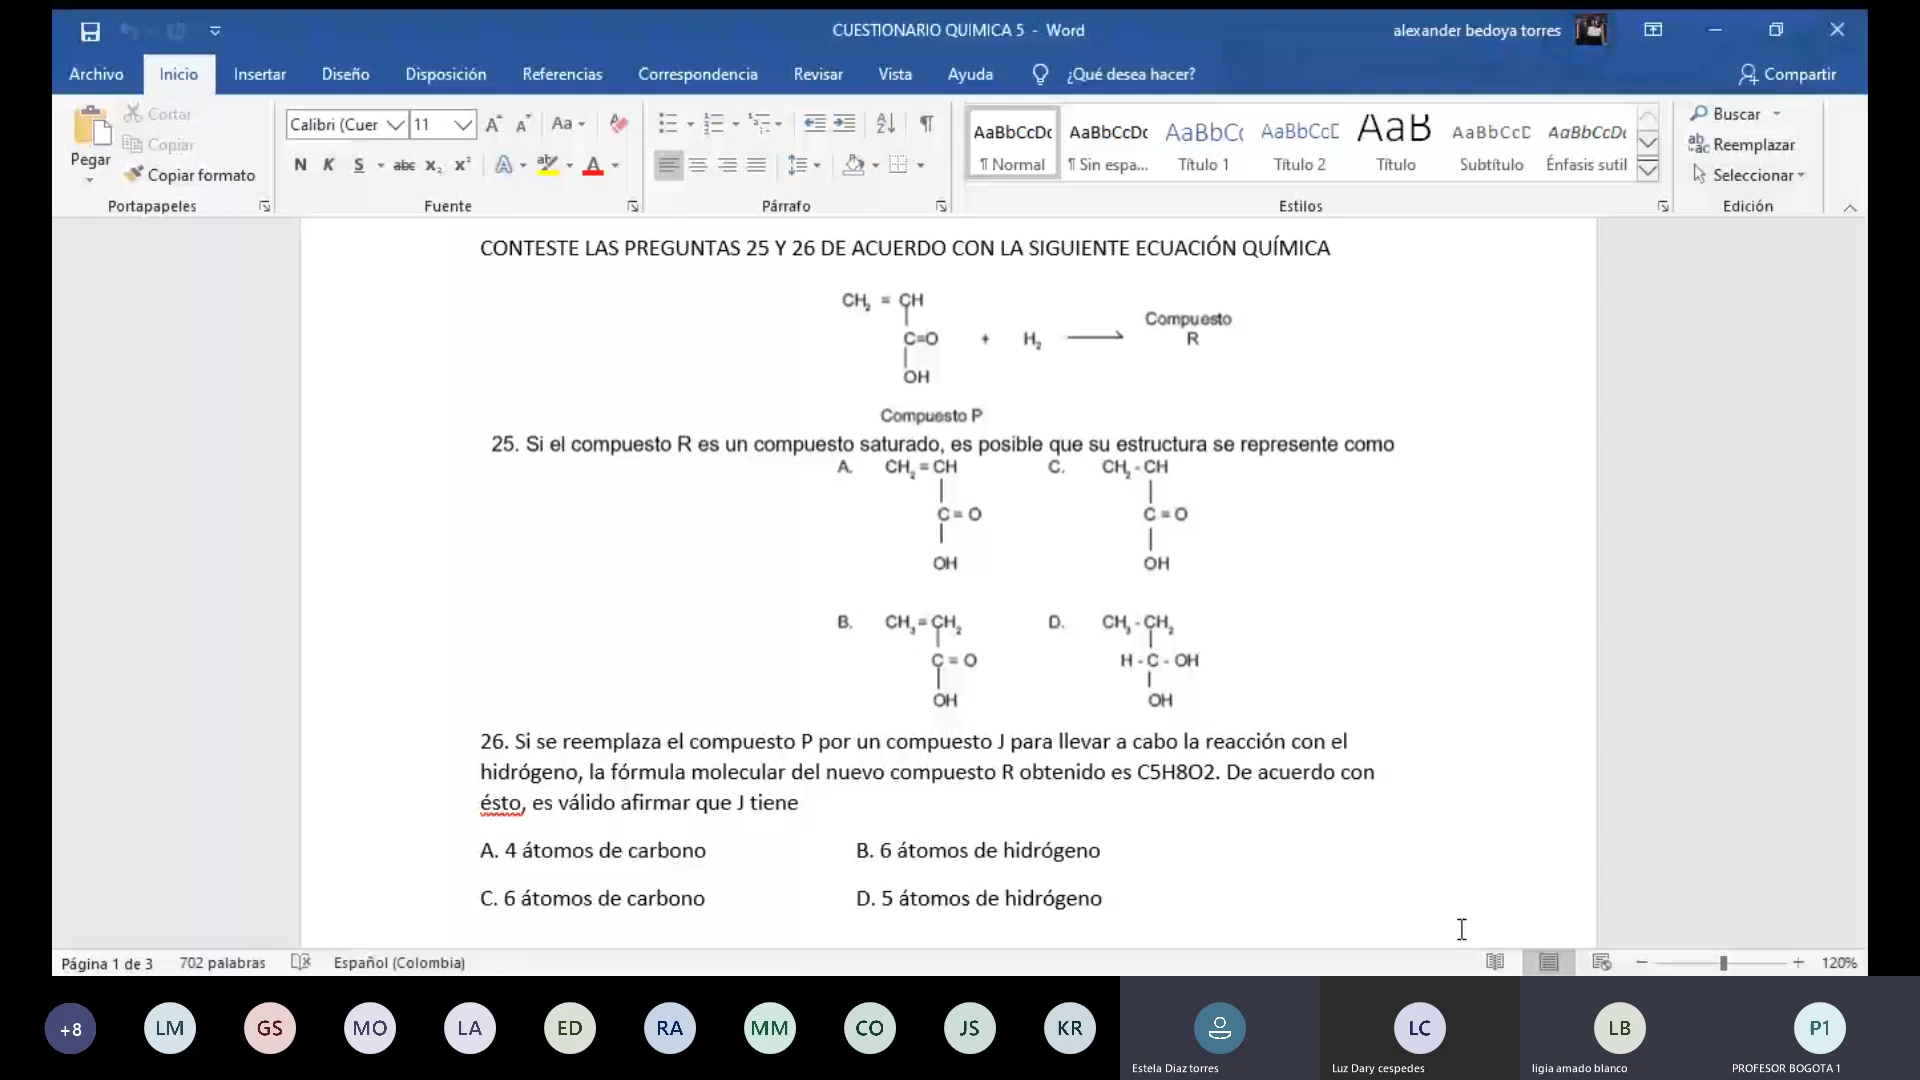 CUESTIONARIO QUIMICA 5 - Word
alexander bedoya torres
Archivo Inicio Insertar Diseño Disposición Referencias Correspondencia Revisar Vista Ayuda ¿Qué desea hacer? Compartir
Pegar
Cortar
Copiar
Copiar formato
Portapapeles
Calibri (Cuer 11 Aa
N K S abc x₂ x² A ab A
Fuente
Párrafo
AaBbCcDc AaBbCcDc AaBbC( AaBbCcE AaB AaBbCcD AaBbCcDt
¶ Normal ¶ Sin espa... Título 1 Título 2 Título Subtítulo Énfasis sutil
Estilos
Buscar
Reemplazar
Seleccionar
Edición
CONTESTE LAS PREGUNTAS 25 Y 26 DE ACUERDO CON LA SIGUIENTE ECUACIÓN QUÍMICA
CH₂ = CH
C=O + H₂ → Compuesto R
OH
Compuesto P
25. Si el compuesto R es un compuesto saturado, es posible que su estructura se represente como
A. CH₂ = CH C. CH₂ - CH
C = O C = O
OH OH
B. CH₃ = CH₂ D. CH₃ - CH₂
C = O H - C - OH
OH OH
26. Si se reemplaza el compuesto P por un compuesto J para llevar a cabo la reacción con el
hidrógeno, la fórmula molecular del nuevo compuesto R obtenido es C5H8O2. De acuerdo con
ésto, es válido afirmar que J tiene
A. 4 átomos de carbono B. 6 átomos de hidrógeno
C. 6 átomos de carbono D. 5 átomos de hidrógeno
Página 1 de 3 702 palabras Español (Colombia) 120%
+8 LM GS MO LA ED RA MM CO JS KR LC LB P1
Estela Diaz torres Luz Dary cespedes ligia amado blanco PROFESOR BOGOTA 1